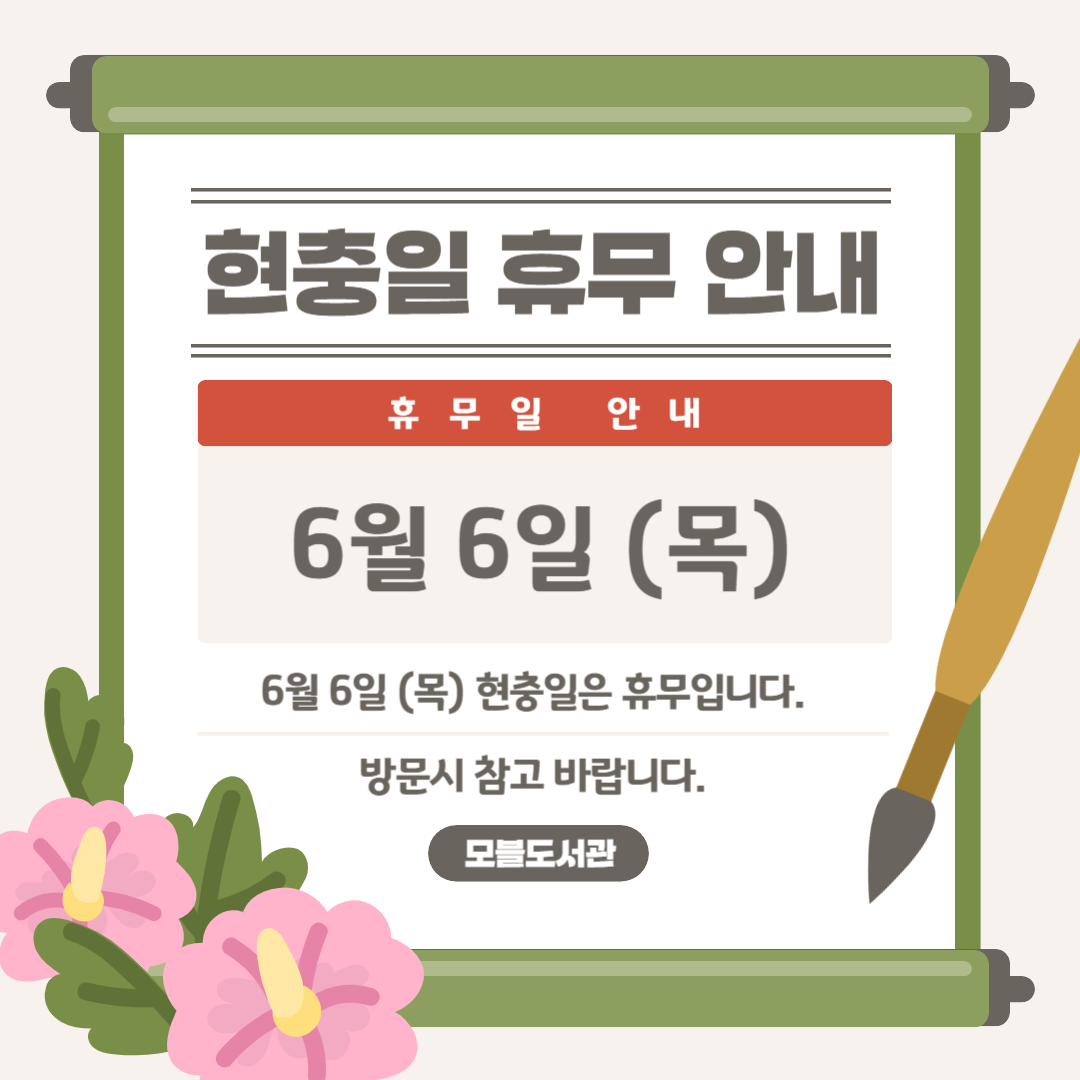 현충일 휴무 안내
휴무일 안내
6월 6일 (목)
6월 6일 (목) 현충일은 휴무입니다.
방문시 참고 바랍니다.
모블도서관